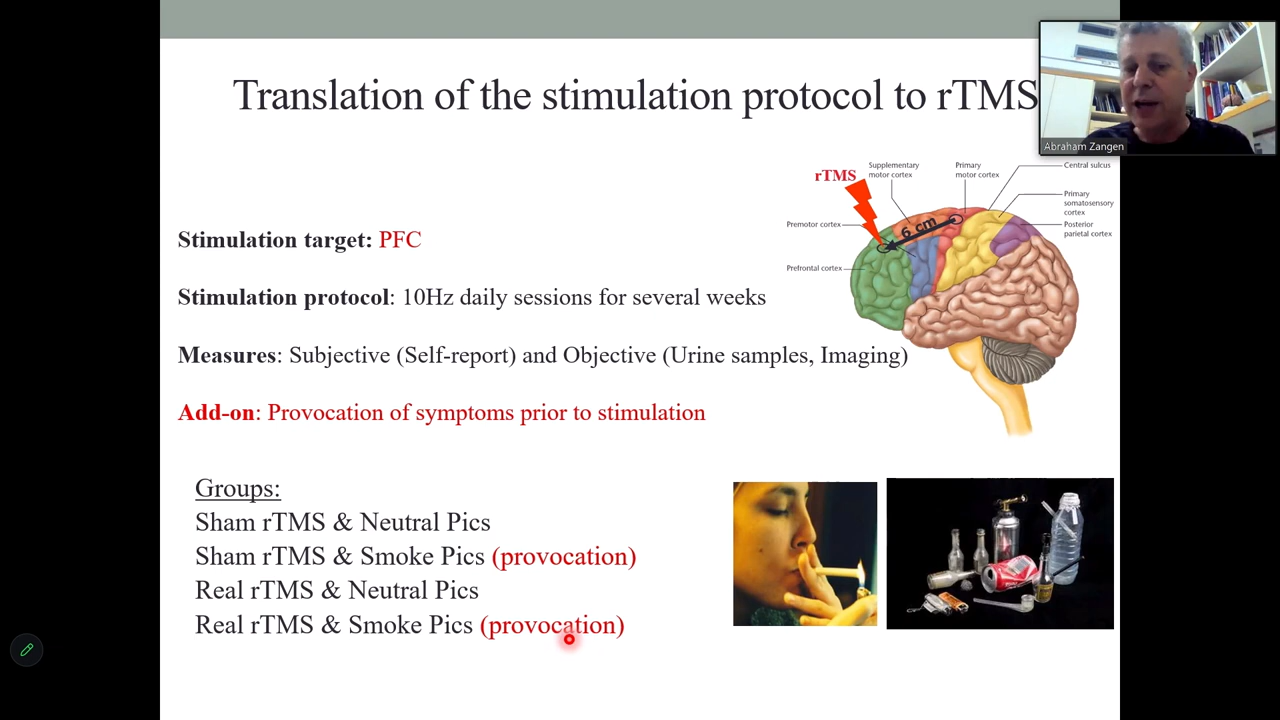 Translation of the stimulation protocol to rTMS
Abraham Zangen
rTMS
Supplementary
motor cortex
Primary
motor cortex
Central sulcus
Primary
somatosensory
cortex
Premotor cortex
6 cm
Posterior
parietal cortex
Prefrontal cortex
Stimulation target: PFC
Stimulation protocol: 10Hz daily sessions for several weeks
Measures: Subjective (Self-report) and Objective (Urine samples, Imaging)
Add-on: Provocation of symptoms prior to stimulation
Groups:
Sham rTMS & Neutral Pics
Sham rTMS & Smoke Pics (provocation)
Real rTMS & Neutral Pics
Real rTMS & Smoke Pics (provocation)